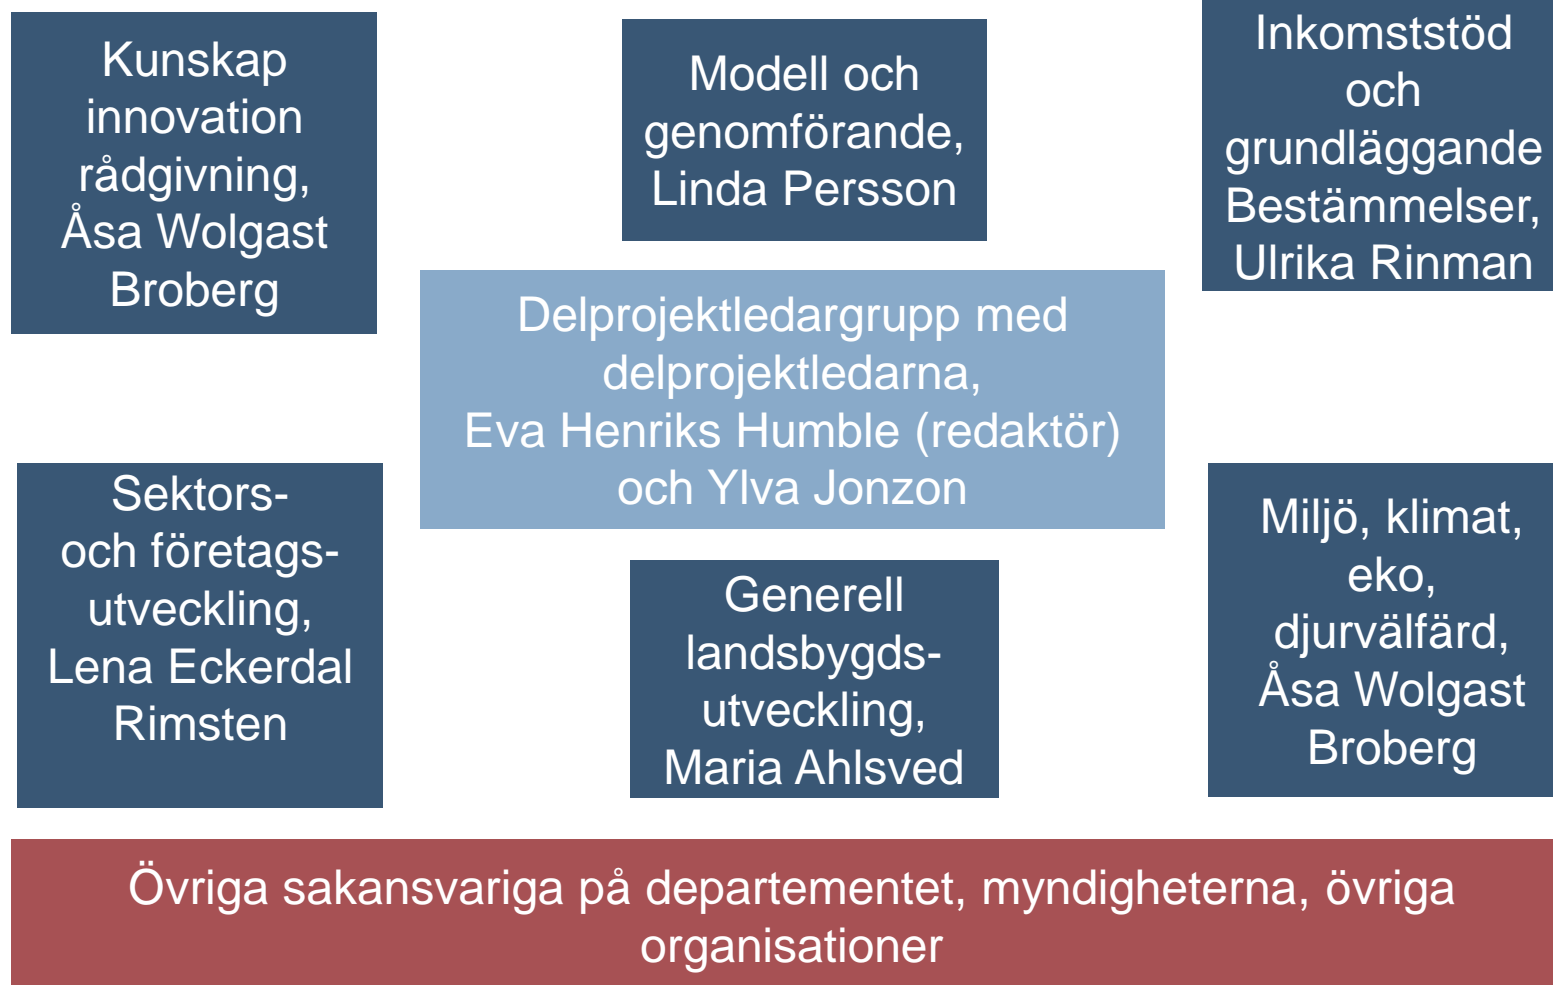 Kunskap
innovation
rådgivning,
Åsa Wolgast
Broberg
Modell och
genomförande,
Linda Persson
Inkomststöd
och
grundläggande
Bestämmelser,
Ulrika Rinman
Delprojektledargrupp med
delprojektledarna,
Eva Henriks Humble (redaktör)
och Ylva Jonzon
Sektors-
och företags-
utveckling,
Lena Eckerdal
Rimsten
Generell
landsbygds-
utveckling,
Maria Ahlsved
Miljö, klimat,
eko,
djurvälfärd,
Åsa Wolgast
Broberg
Övriga sakansvariga på departementet, myndigheterna, övriga
organisationer